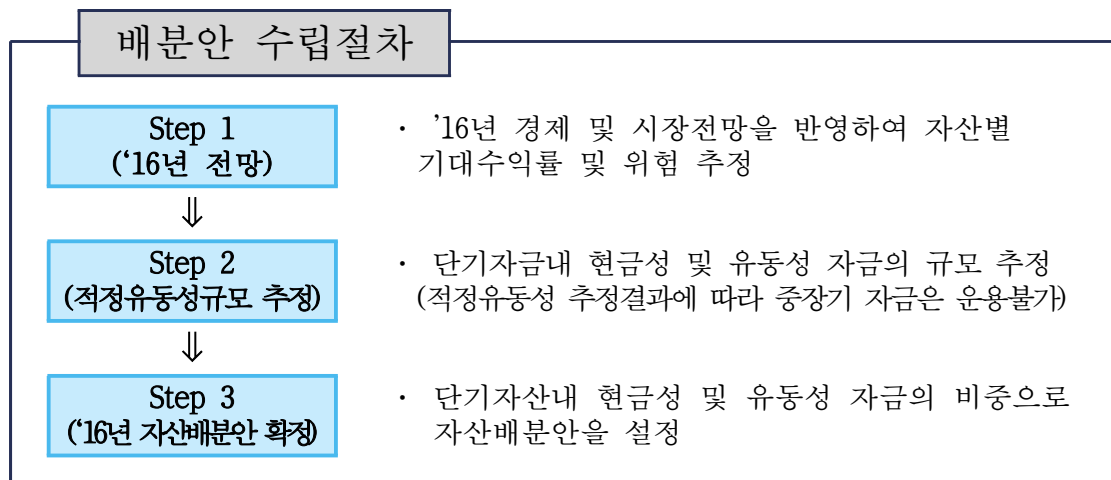 배분안 수립절차
Step 1
(‘16년 전망)
· ’16년 경제 및 시장전망을 반영하여 자산별
기대수익률 및 위험 추정
⇓
Step 2
(적정유동성규모 추정)
· 단기자금내 현금성 및 유동성 자금의 규모 추정
(적정유동성 추정결과에 따라 중장기 자금은 운용불가)
⇓
Step 3
(‘16년 자산배분안 확정)
· 단기자산내 현금성 및 유동성 자금의 비중으로
자산배분안을 설정